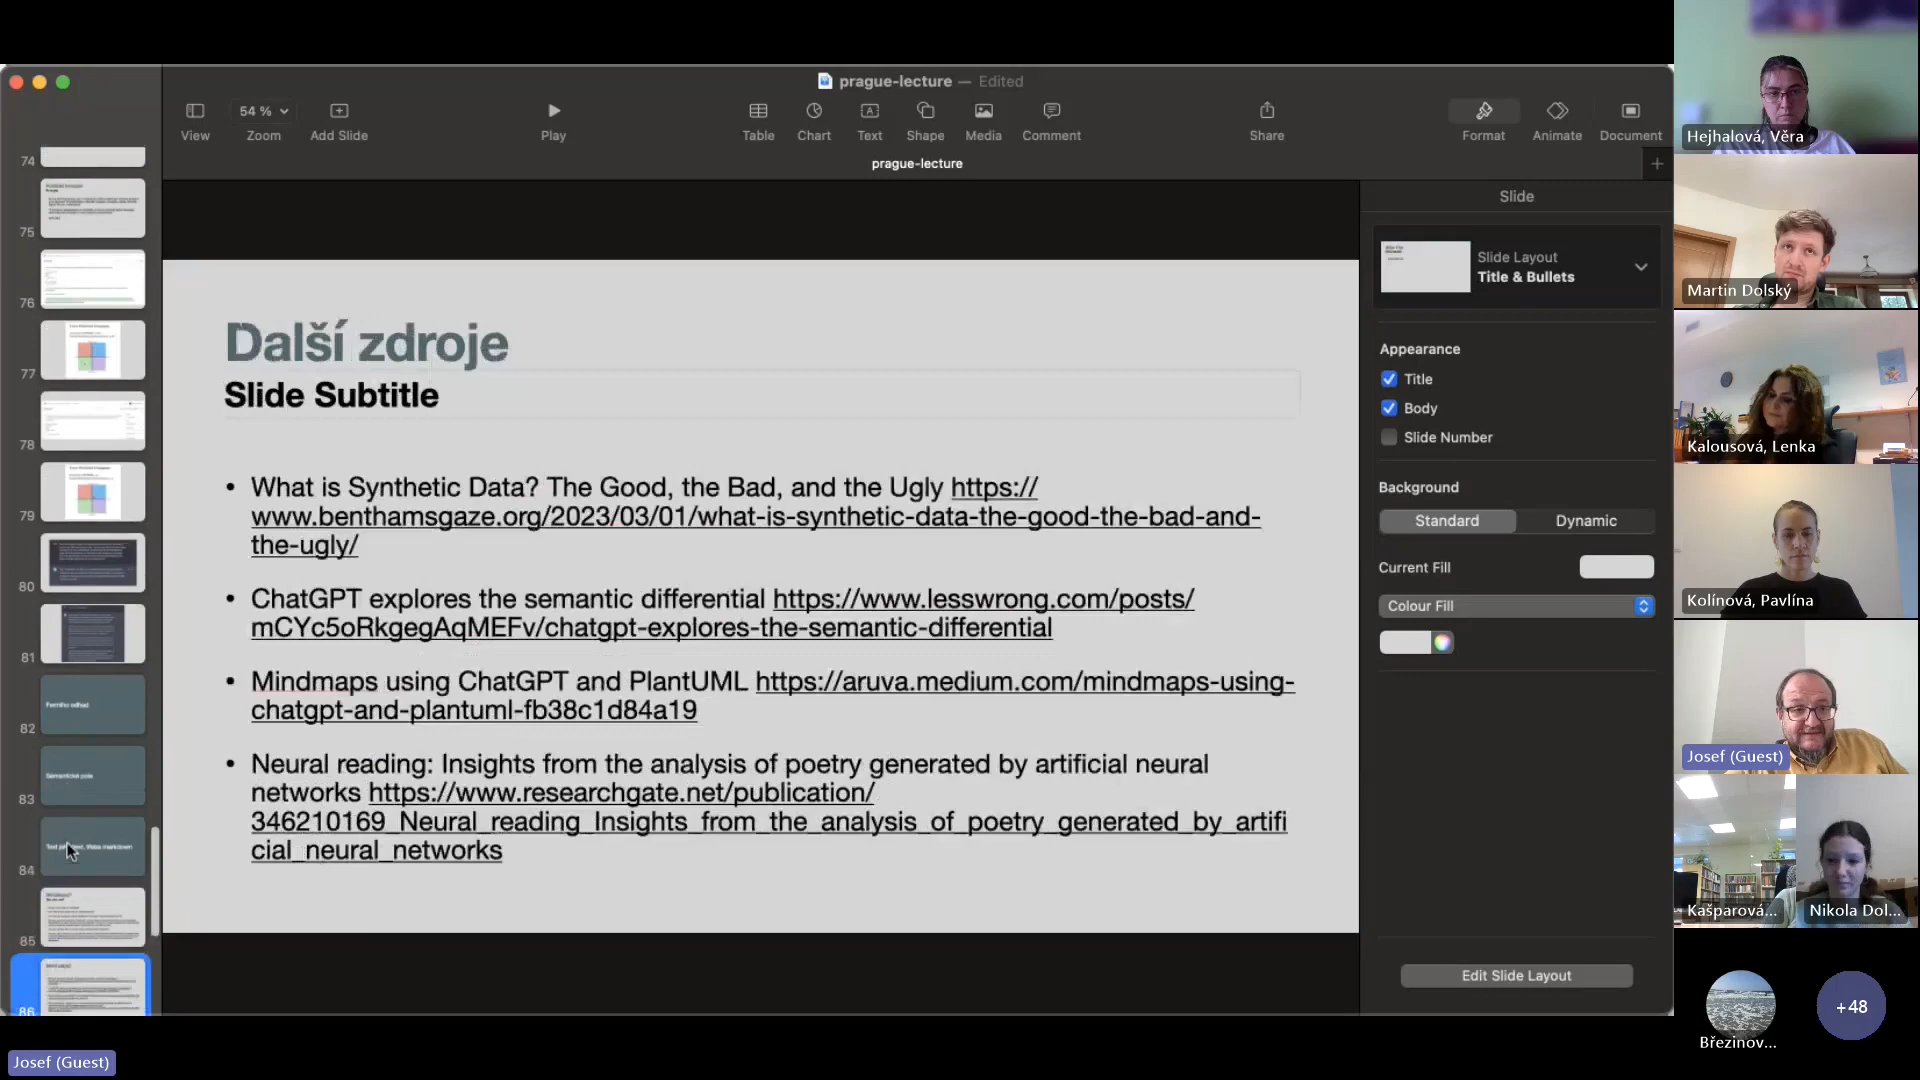 prague-lecture — Edited
View
54 %
Zoom
Add Slide
Play
Table
Chart
Text
Shape
Media
Comment
Share
Format
Animate
Document
prague-lecture
74
75
76
77
78
79
80
81
82
83
84
85
86
Další zdroje
Slide Subtitle
• What is Synthetic Data? The Good, the Bad, and the Ugly https://
www.benthamsgaze.org/2023/03/01/what-is-synthetic-data-the-good-the-bad-and-
the-ugly/
• ChatGPT explores the semantic differential https://www.lesswrong.com/posts/
mCYc5oRkgegAqMEFv/chatgpt-explores-the-semantic-differential
• Mindmaps using ChatGPT and PlantUML https://aruva.medium.com/mindmaps-using-
chatgpt-and-plantuml-fb38c1d84a19
• Neural reading: Insights from the analysis of poetry generated by artificial neural
networks https://www.researchgate.net/publication/
346210169_Neural_reading_Insights_from_the_analysis_of_poetry_generated_by_artifi
cial_neural_networks
Slide
Slide Layout
Title & Bullets
Appearance
Title
Body
Slide Number
Background
Standard
Dynamic
Current Fill
Colour Fill
Edit Slide Layout
Hejhalová, Věra
Martin Dolský
Kalousová, Lenka
Kolínová, Pavlína
Josef (Guest)
Kašparová...
Nikola Dol...
Březinov...
+48
Josef (Guest)